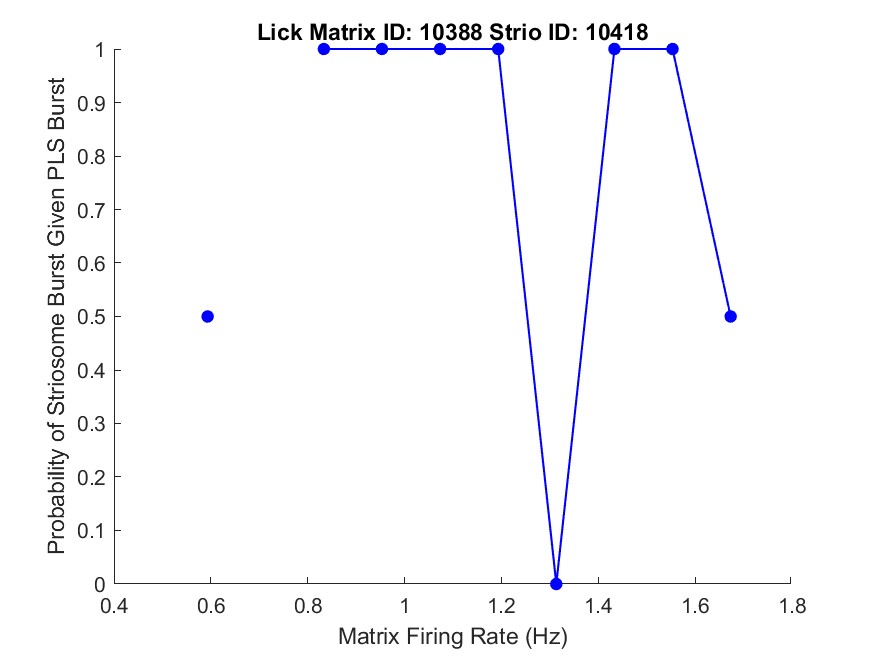 Lick Matrix ID: 10388 Strio ID: 10418
Probability of Striosome Burst Given PLS Burst
1
0.9
0.8
0.7
0.6
0.5
0.4
0.3
0.2
0.1
0
0.4 0.6 0.8 1 1.2 1.4 1.6 1.8
Matrix Firing Rate (Hz)